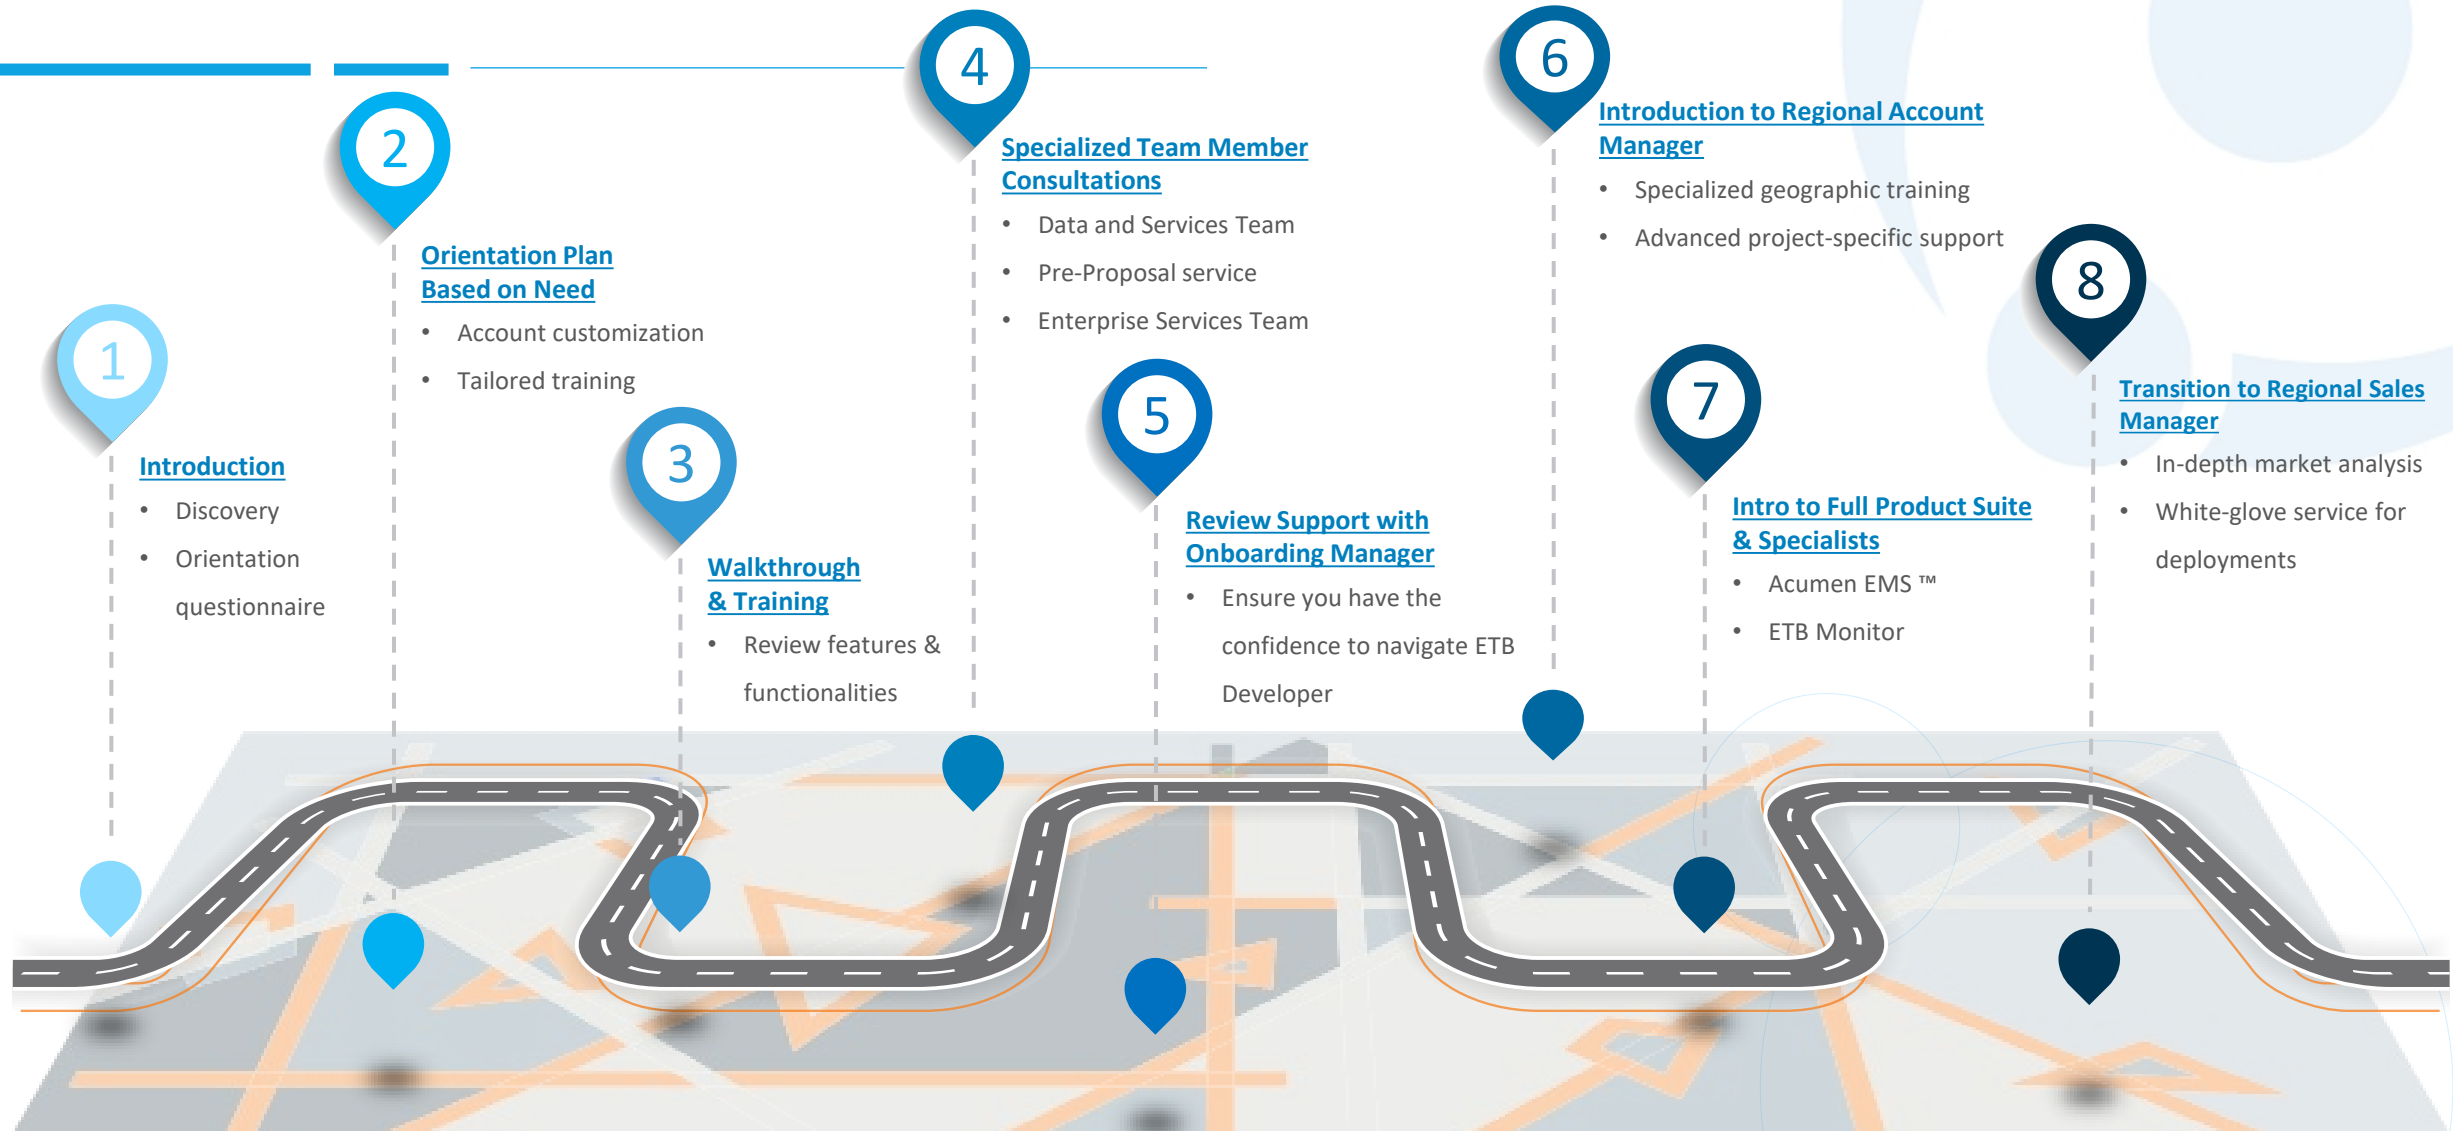 1
Introduction
• Discovery
• Orientation
questionnaire
2
Orientation Plan
Based on Need
• Account customization
• Tailored training
3
Walkthrough
& Training
• Review features &
functionalities
4
Specialized Team Member
Consultations
• Data and Services Team
• Pre-Proposal service
• Enterprise Services Team
5
Review Support with
Onboarding Manager
• Ensure you have the
confidence to navigate ETB
Developer
6
Introduction to Regional Account
Manager
• Specialized geographic training
• Advanced project-specific support
7
Intro to Full Product Suite
& Specialists
• Acumen EMS ™
• ETB Monitor
8
Transition to Regional Sales
Manager
• In-depth market analysis
• White-glove service for
deployments